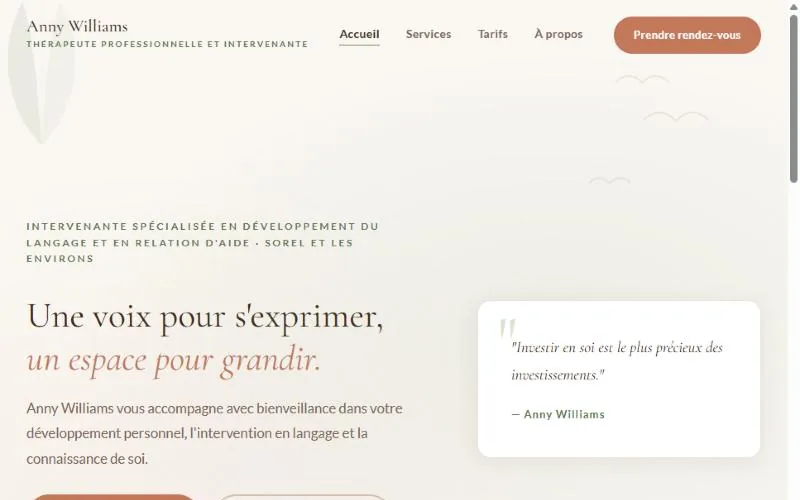 Anny Williams
THÉRAPEUTE PROFESSIONNELLE ET INTERVENANTE
Accueil
Services
Tarifs
À propos
Prendre rendez-vous
INTERVENANTE SPÉCIALISÉE EN DÉVELOPPEMENT DU
LANGAGE ET EN RELATION D'AIDE · SOREL ET LES
ENVIRONS
Une voix pour s'exprimer,
un espace pour grandir.
Anny Williams vous accompagne avec bienveillance dans votre
développement personnel, l'intervention en langage et la
connaissance de soi.
"
"Investir en soi est le plus précieux des
investissements."
— Anny Williams